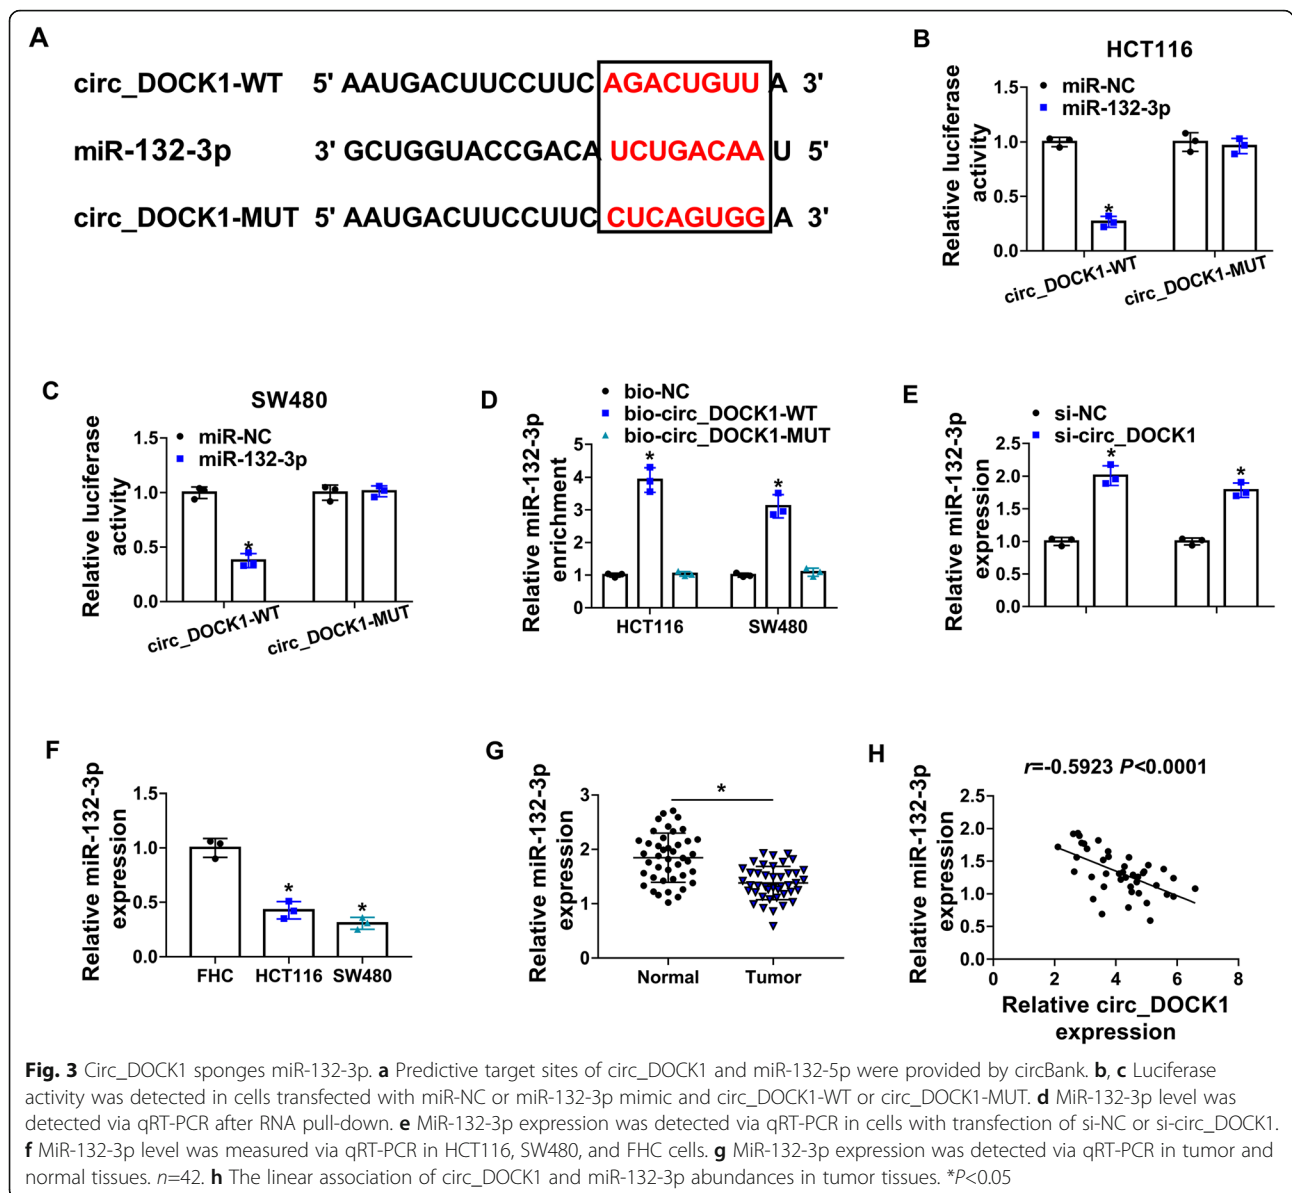 A
circ_DOCK1-WT 5' AAUGACUUCCUUC AGACUGUU A 3'
miR-132-3p 3' GCUGGUACCGACA UCUGACAA U 5'
circ_DOCK1-MUT 5' AAUGACUUCCUUC CUCAGUGG A 3'
B
HCT116
miR-NC
miR-132-3p
Relative luciferase
activity
1.5
1.0
0.5
0.0
*
circ_DOCK1-WT
circ_DOCK1-MUT
C
SW480
miR-NC
miR-132-3p
Relative luciferase
activity
1.5
1.0
0.5
0.0
*
circ_DOCK1-WT
circ_DOCK1-MUT
D
bio-NC
bio-circ_DOCK1-WT
bio-circ_DOCK1-MUT
Relative miR-132-3p
enrichment
5
4
3
2
1
0
*
*
HCT116 SW480
E
si-NC
si-circ_DOCK1
Relative miR-132-3p
expression
2.5
2.0
1.5
1.0
0.5
0.0
*
*
F
Relative miR-132-3p
expression
1.5
1.0
0.5
0.0
*
*
FHC HCT116 SW480
G
Relative miR-132-3p
expression
3
2
1
0
*
Normal Tumor
H
r=-0.5923 P<0.0001
Relative miR-132-3p
expression
2.5
2.0
1.5
1.0
0.5
0.0
0 2 4 6 8
Relative circ_DOCK1
expression
Fig. 3 Circ_DOCK1 sponges miR-132-3p. a Predictive target sites of circ_DOCK1 and miR-132-5p were provided by circBank. b, c Luciferase
activity was detected in cells transfected with miR-NC or miR-132-3p mimic and circ_DOCK1-WT or circ_DOCK1-MUT. d MiR-132-3p level was
detected via qRT-PCR after RNA pull-down. e MiR-132-3p expression was detected via qRT-PCR in cells with transfection of si-NC or si-circ_DOCK1.
f MiR-132-3p level was measured via qRT-PCR in HCT116, SW480, and FHC cells. g MiR-132-3p expression was detected via qRT-PCR in tumor and
normal tissues. n=42. h The linear association of circ_DOCK1 and miR-132-3p abundances in tumor tissues. *P<0.05